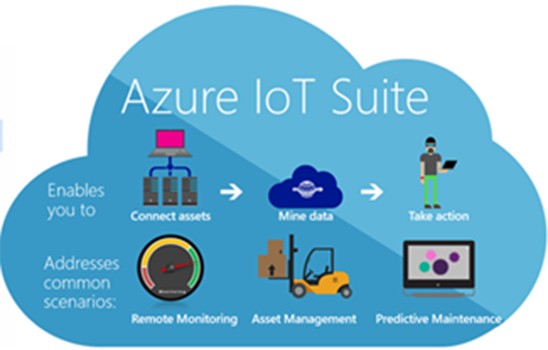 Azure IoT Suite
Enables
you to
Connect assets
Mine data
Take action
Addresses
common
scenarios:
Monitoring
Remote Monitoring
Asset Management
Predictive Maintenance